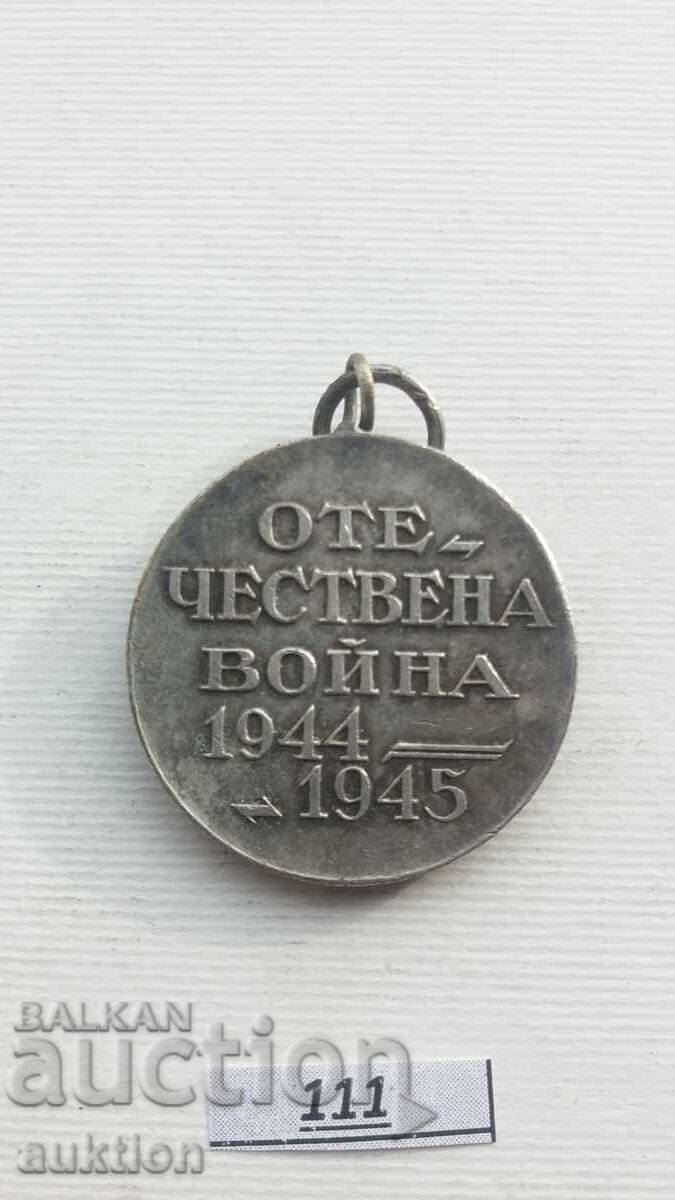 ОТЕ-
ЧЕСТВЕНА
ВОЙНА
1944 —
- 1945
BALKAN
auction
111
auktion